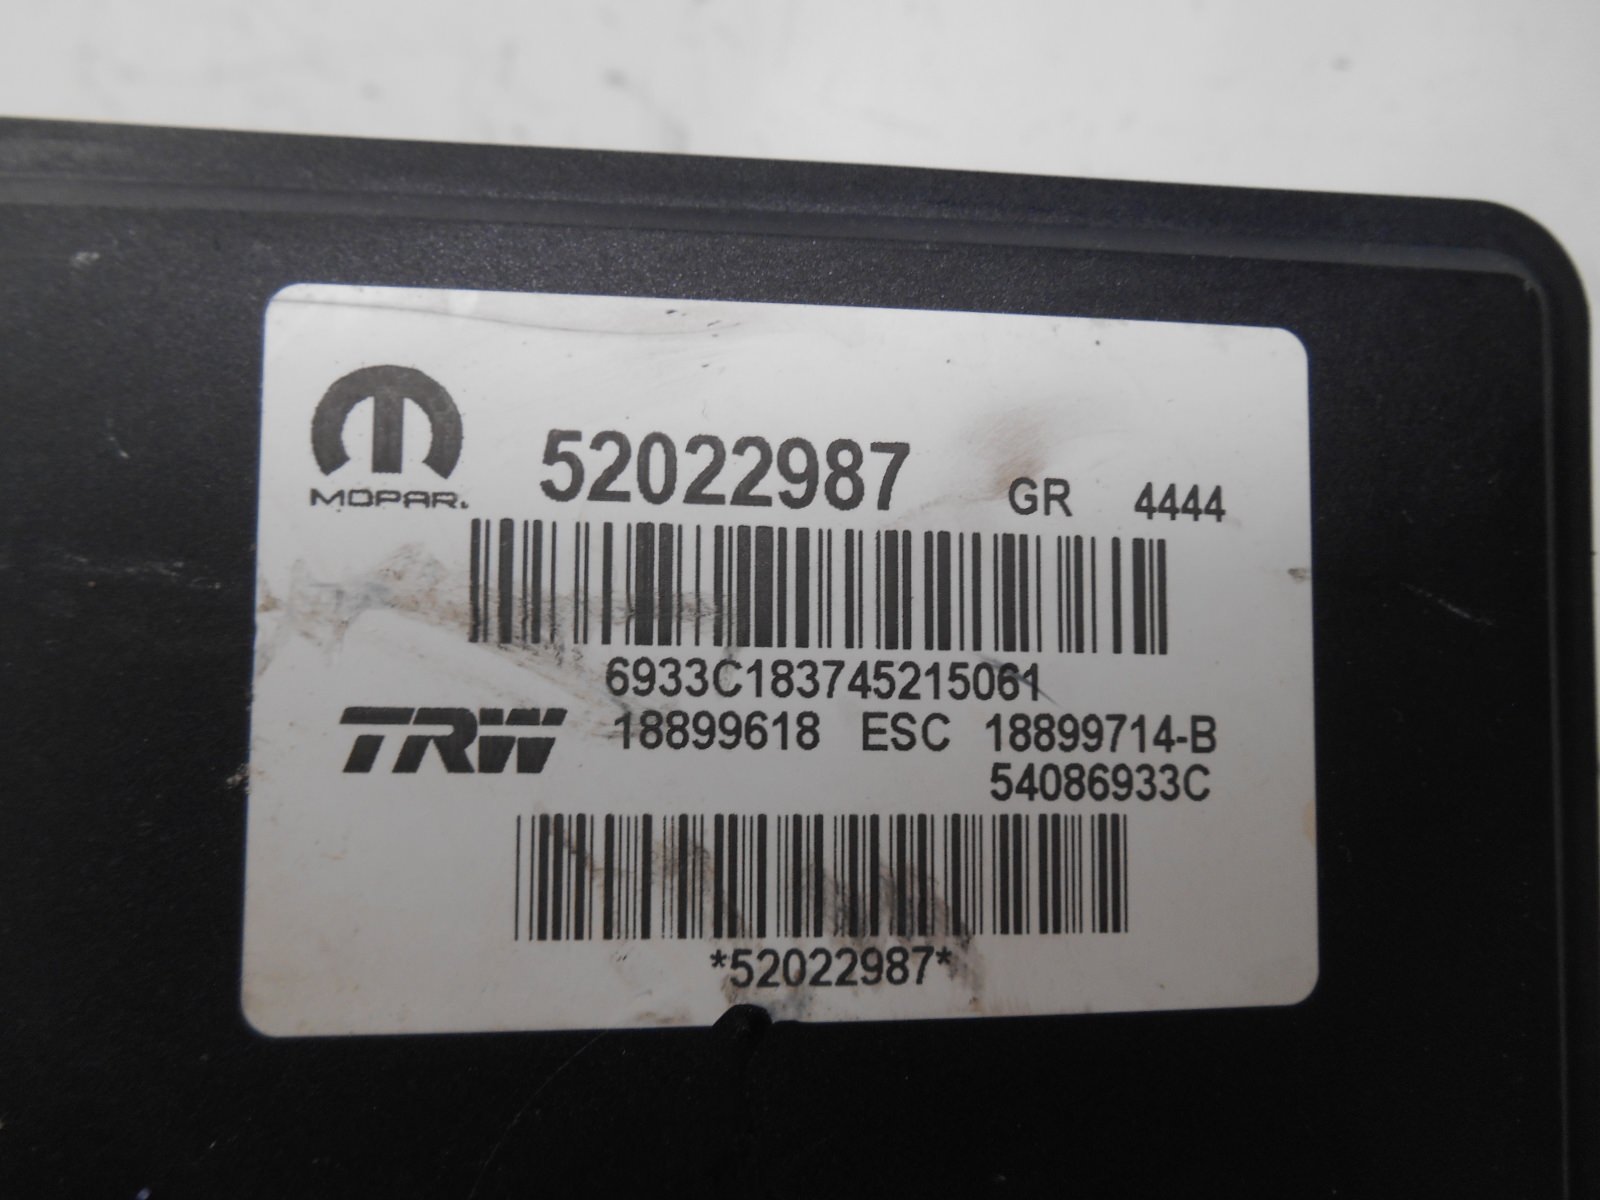 MOPAR.
52022987 GR 4444
6933C183745215061
TRW 18899618 ESC 18899714-B
54086933C
*52022987*